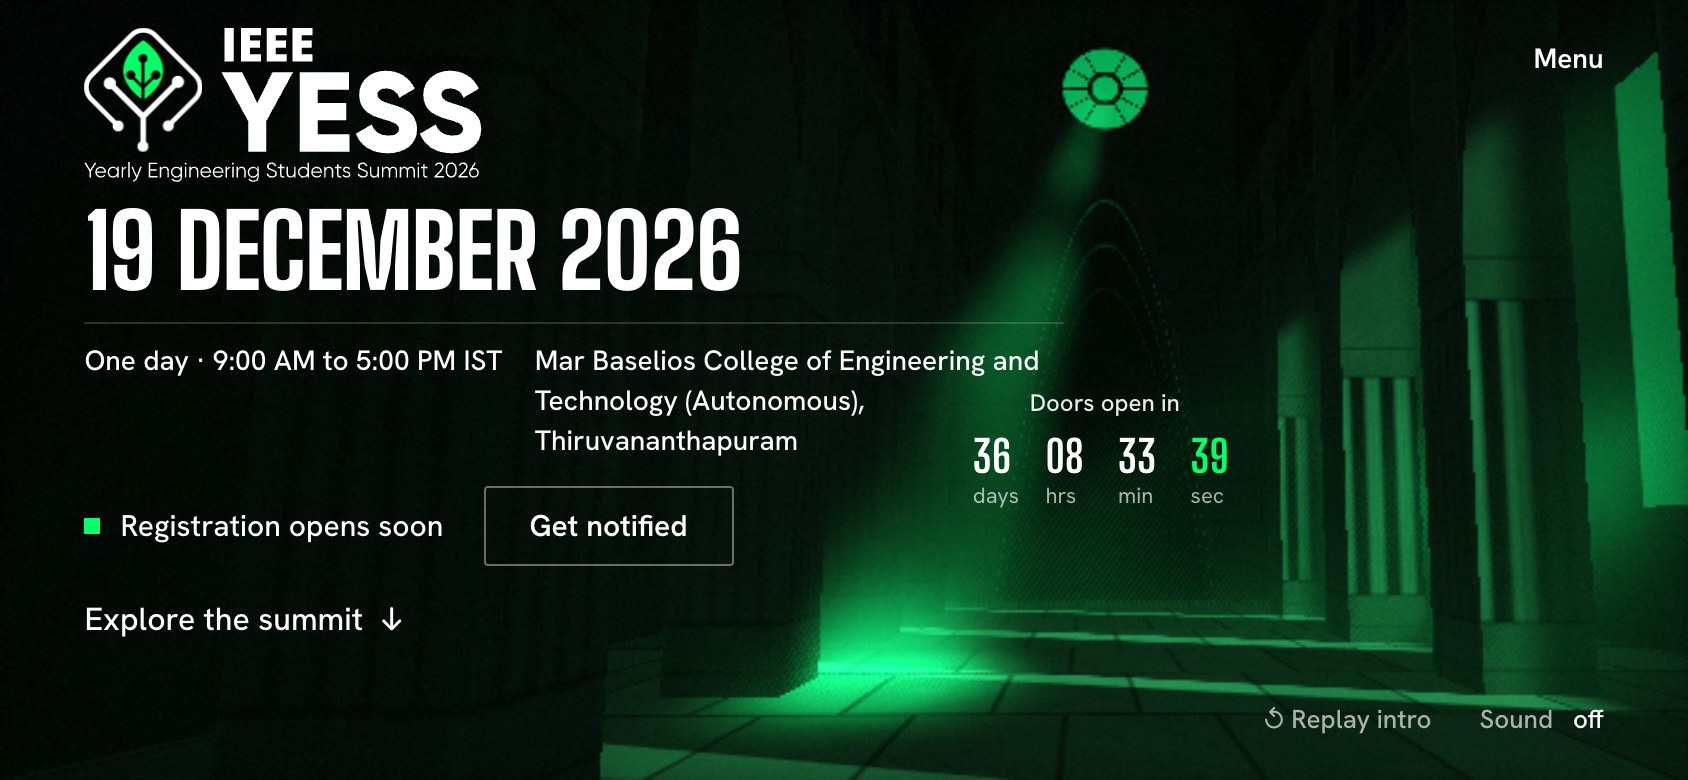 IEEE
YESS
Yearly Engineering Students Summit 2026
Menu
19 DECEMBER 2026
One day · 9:00 AM to 5:00 PM IST
Mar Baselios College of Engineering and
Technology (Autonomous),
Thiruvananthapuram
Doors open in
36 08 33 39
days hrs min sec
Registration opens soon
Get notified
Explore the summit ↓
Replay intro
Sound off